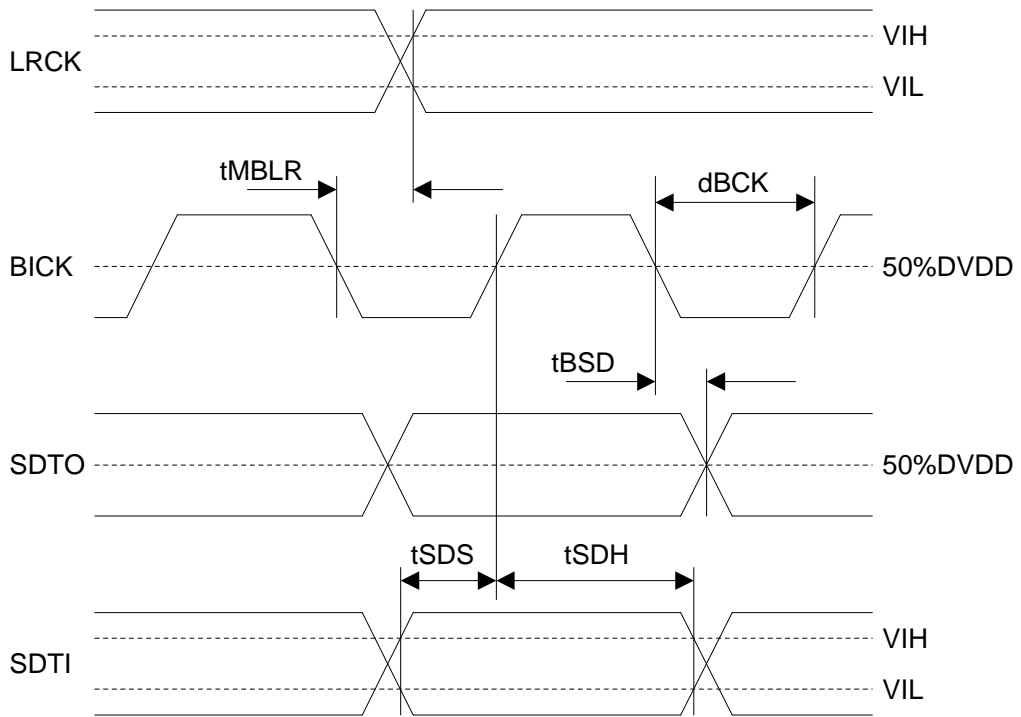 LRCK
VIH
VIL
tMBLR
dBCK
BICK
50%DVDD
tBSD
SDTO
50%DVDD
tSDS
tSDH
SDTI
VIH
VIL